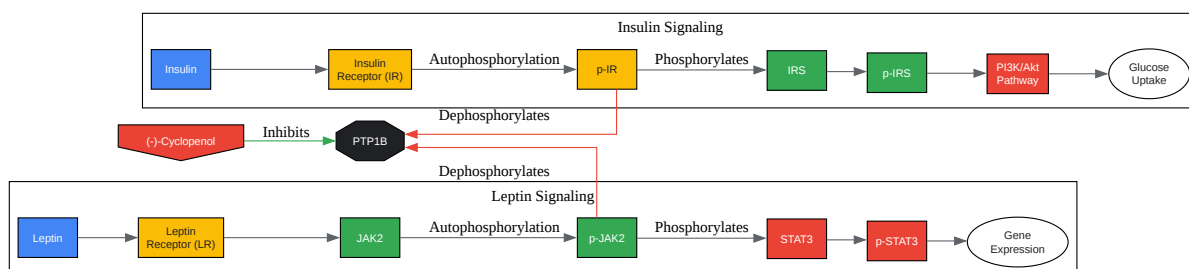 Insulin Signaling
Insulin
Insulin
Receptor (IR)
Autophosphorylation
p-IR
Phosphorylates
IRS
p-IRS
PI3K/Akt
Pathway
Glucose
Uptake
Dephosphorylates
(-)-Cyclopenol
Inhibits
PTP1B
Dephosphorylates
Leptin Signaling
Leptin
Leptin
Receptor (LR)
JAK2
Autophosphorylation
p-JAK2
Phosphorylates
STAT3
p-STAT3
Gene
Expression